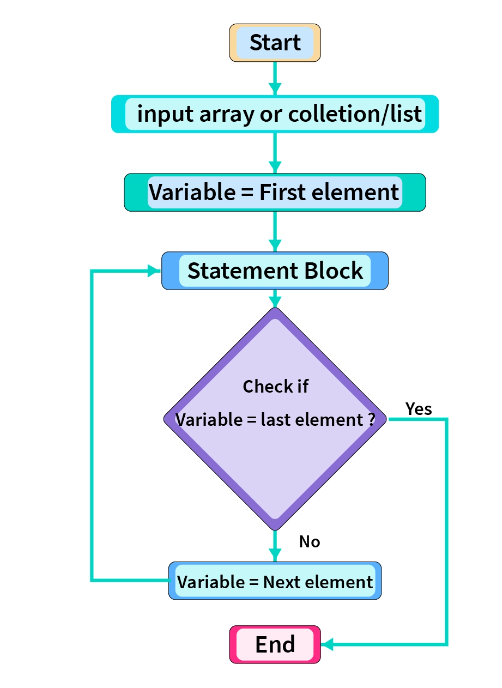 Start
input array or colletion/list
Variable = First element
Statement Block
Check if
Variable = last element ?
Yes
No
Variable = Next element
End